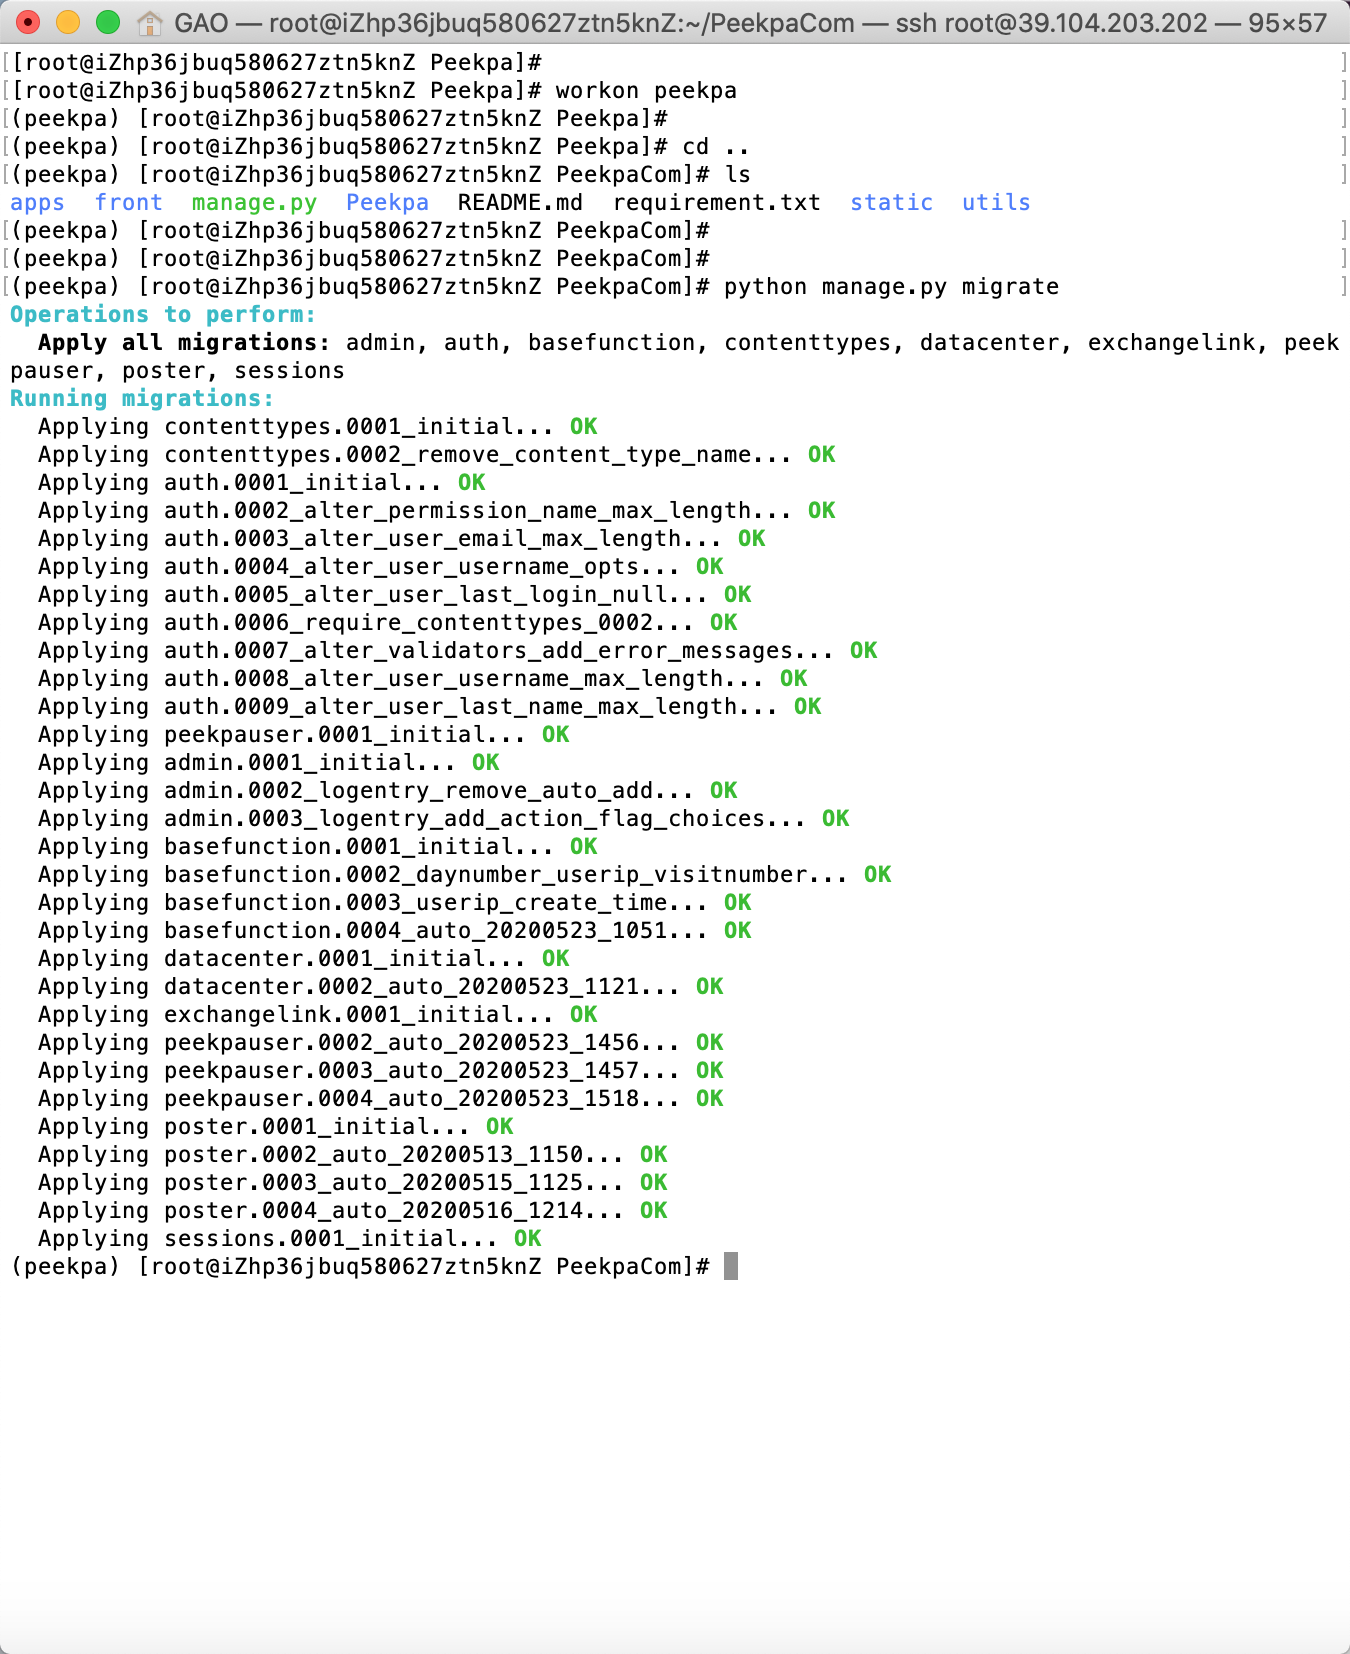 GAO — root@iZhp36jbuq580627ztn5knZ:~/PeekpaCom — ssh root@39.104.203.202 — 95×57
[[root@iZhp36jbuq580627ztn5knZ Peekpa]# ]
[[root@iZhp36jbuq580627ztn5knZ Peekpa]# workon peekpa ]
[(peekpa) [root@iZhp36jbuq580627ztn5knZ Peekpa]# ]
[(peekpa) [root@iZhp36jbuq580627ztn5knZ Peekpa]# cd .. ]
[(peekpa) [root@iZhp36jbuq580627ztn5knZ PeekpaCom]# ls ]
apps front manage.py Peekpa README.md requirement.txt static utils
[(peekpa) [root@iZhp36jbuq580627ztn5knZ PeekpaCom]# ]
[(peekpa) [root@iZhp36jbuq580627ztn5knZ PeekpaCom]# ]
[(peekpa) [root@iZhp36jbuq580627ztn5knZ PeekpaCom]# python manage.py migrate ]
Operations to perform:
  Apply all migrations: admin, auth, basefunction, contenttypes, datacenter, exchangelink, peek
pauser, poster, sessions
Running migrations:
  Applying contenttypes.0001_initial... OK
  Applying contenttypes.0002_remove_content_type_name... OK
  Applying auth.0001_initial... OK
  Applying auth.0002_alter_permission_name_max_length... OK
  Applying auth.0003_alter_user_email_max_length... OK
  Applying auth.0004_alter_user_username_opts... OK
  Applying auth.0005_alter_user_last_login_null... OK
  Applying auth.0006_require_contenttypes_0002... OK
  Applying auth.0007_alter_validators_add_error_messages... OK
  Applying auth.0008_alter_user_username_max_length... OK
  Applying auth.0009_alter_user_last_name_max_length... OK
  Applying peekpauser.0001_initial... OK
  Applying admin.0001_initial... OK
  Applying admin.0002_logentry_remove_auto_add... OK
  Applying admin.0003_logentry_add_action_flag_choices... OK
  Applying basefunction.0001_initial... OK
  Applying basefunction.0002_daynumber_userip_visitnumber... OK
  Applying basefunction.0003_userip_create_time... OK
  Applying basefunction.0004_auto_20200523_1051... OK
  Applying datacenter.0001_initial... OK
  Applying datacenter.0002_auto_20200523_1121... OK
  Applying exchangelink.0001_initial... OK
  Applying peekpauser.0002_auto_20200523_1456... OK
  Applying peekpauser.0003_auto_20200523_1457... OK
  Applying peekpauser.0004_auto_20200523_1518... OK
  Applying poster.0001_initial... OK
  Applying poster.0002_auto_20200513_1150... OK
  Applying poster.0003_auto_20200515_1125... OK
  Applying poster.0004_auto_20200516_1214... OK
  Applying sessions.0001_initial... OK
(peekpa) [root@iZhp36jbuq580627ztn5knZ PeekpaCom]#